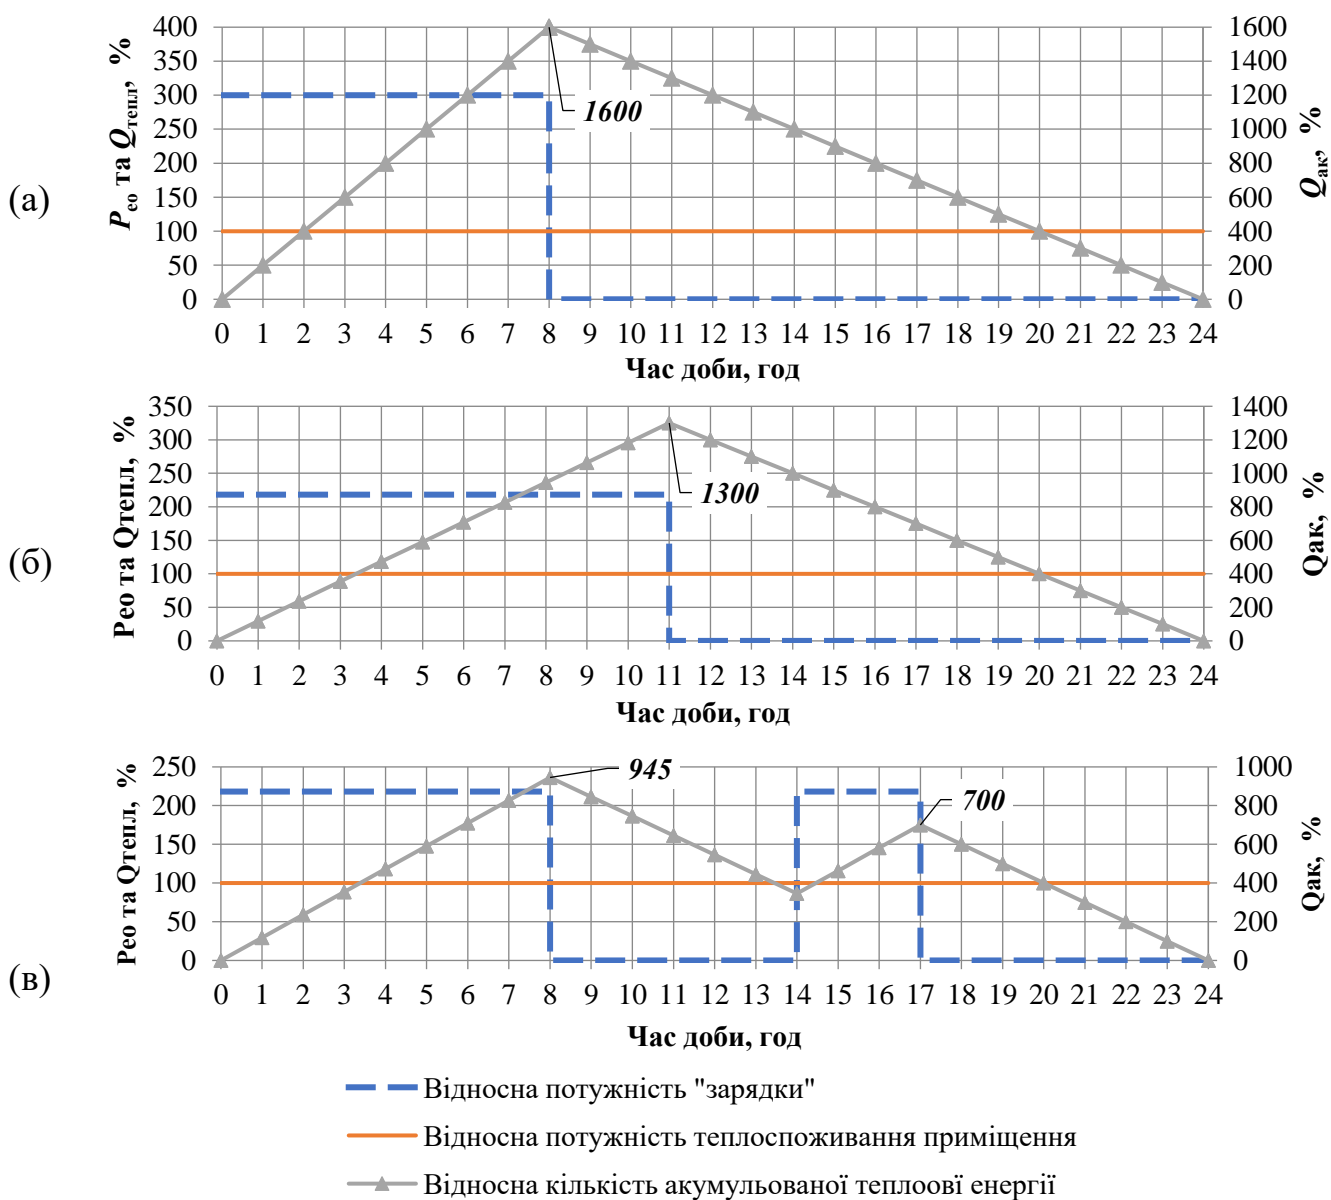 (а)
P ео та Q тепл, %
400 350 300 250 200 150 100 50 0
1600
1600 1400 1200 1000 800 600 400 200 0
Q ак, %
0 1 2 3 4 5 6 7 8 9 10 11 12 13 14 15 16 17 18 19 20 21 22 23 24
Час доби, год
(б)
Рео та Qтепл, %
350 300 250 200 150 100 50 0
1300
1400 1200 1000 800 600 400 200 0
Qак, %
0 1 2 3 4 5 6 7 8 9 10 11 12 13 14 15 16 17 18 19 20 21 22 23 24
Час доби, год
(в)
Рео та Qтепл, %
250 200 150 100 50 0
945
700
1000 800 600 400 200 0
Qак, %
0 1 2 3 4 5 6 7 8 9 10 11 12 13 14 15 16 17 18 19 20 21 22 23 24
Час доби, год
Відносна потужність "зарядки"
Відносна потужність теплоспоживання приміщення
Відносна кількість акумульованої теплоові енергії